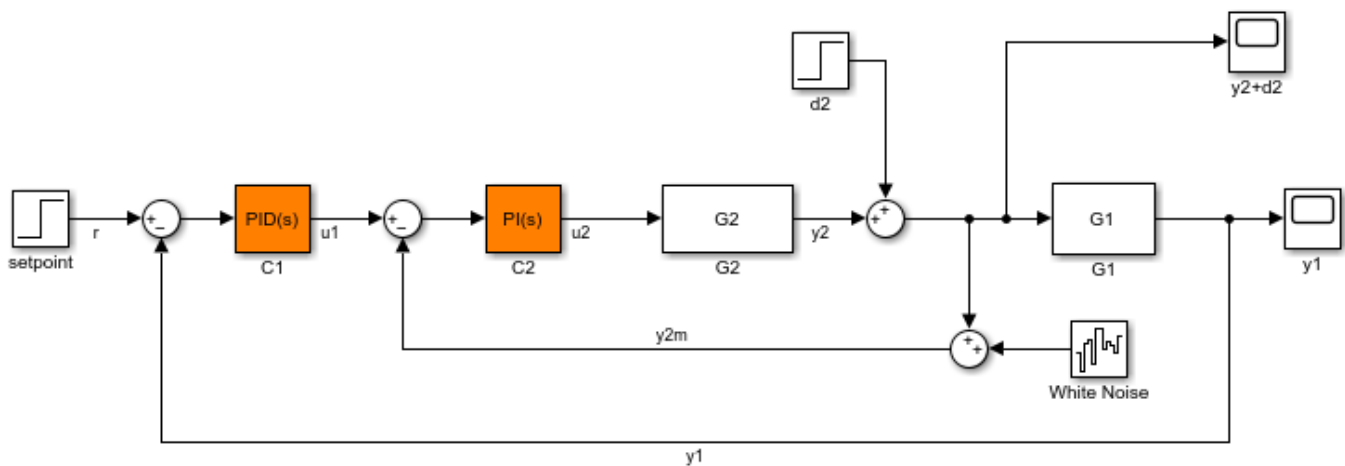 y2+d2
d2
PID(s)
PI(s)
G2
G1
r
u1
u2
y2
setpoint
C1
C2
G2
G1
y1
y2m
White Noise
y1